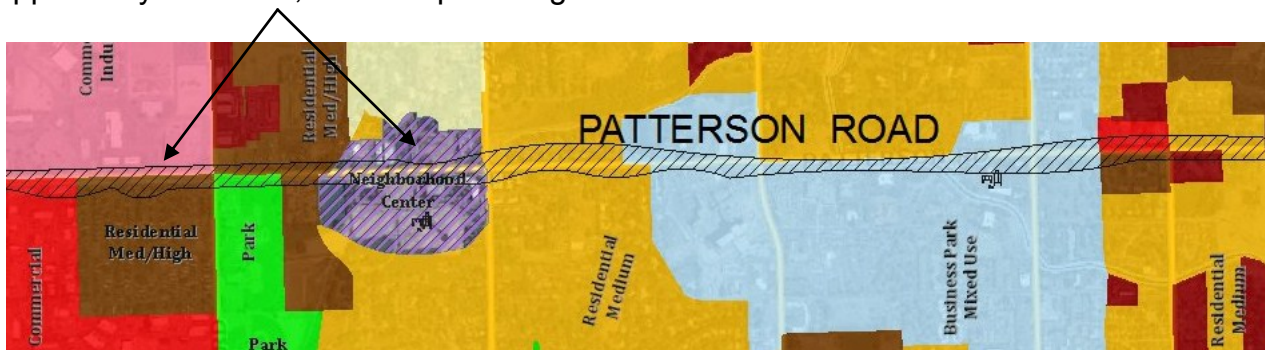 Comme
Indu
Residential
Med/High
PATTERSON ROAD
Neighborhood
Center
Residential
Med/High
Park
Commercial
Park
Residential
Medium
Business Park
Mixed Use
Residential
Medium